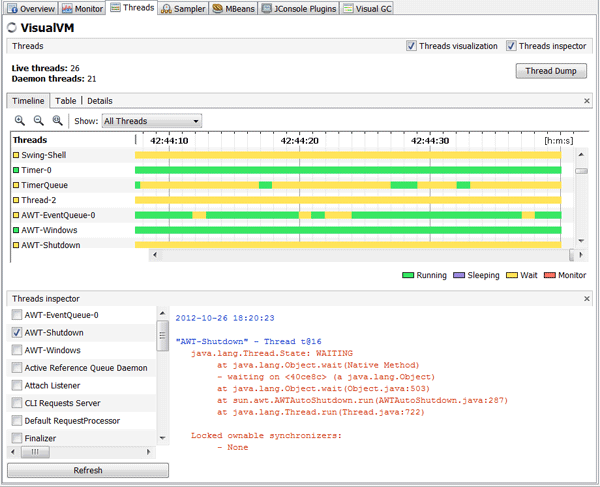 Overview Monitor Threads Sampler MBeans JConsole Plugins Visual GC
VisualVM
Threads Threads visualization Threads inspector
Live threads: 26
Daemon threads: 21
Thread Dump
Timeline Table Details
Show: All Threads
Threads 42:44:10 42:44:20 42:44:30 [h:m:s]
Swing-Shell
Timer-0
TimerQueue
Thread-2
AWT-EventQueue-0
AWT-Windows
AWT-Shutdown
Running Sleeping Wait Monitor
Threads inspector
AWT-EventQueue-0
AWT-Shutdown
AWT-Windows
Active Reference Queue Daemon
Attach Listener
CLI Requests Server
Default RequestProcessor
Finalizer
Refresh
2012-10-26 18:20:23
"AWT-Shutdown" - Thread t@16
java.lang.Thread.State: WAITING
at java.lang.Object.wait(Native Method)
- waiting on <40ce8c> (a java.lang.Object)
at java.lang.Object.wait(Object.java:503)
at sun.awt.AWTAutoShutdown.run(AWTAutoShutdown.java:287)
at java.lang.Thread.run(Thread.java:722)
Locked ownable synchronizers:
- None